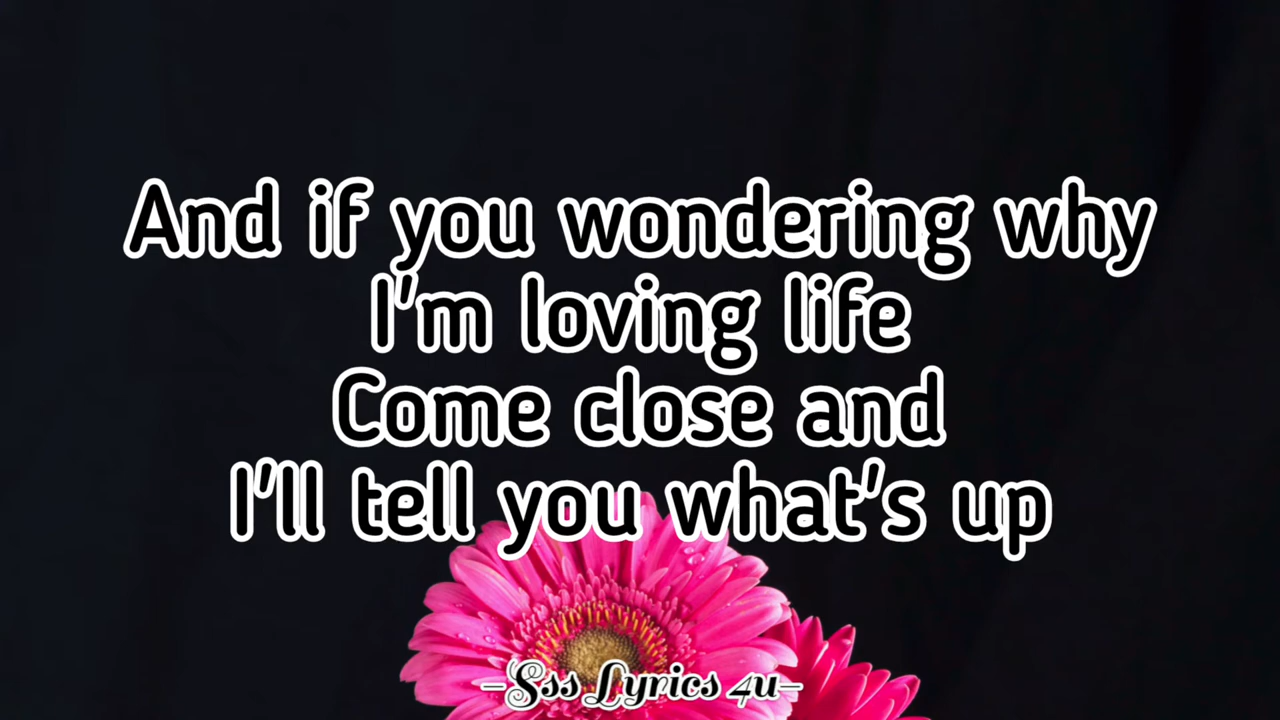 And if you wondering why
I'm loving life
Come close and
I'll tell you what's up
-Sss Lyrics 4u-